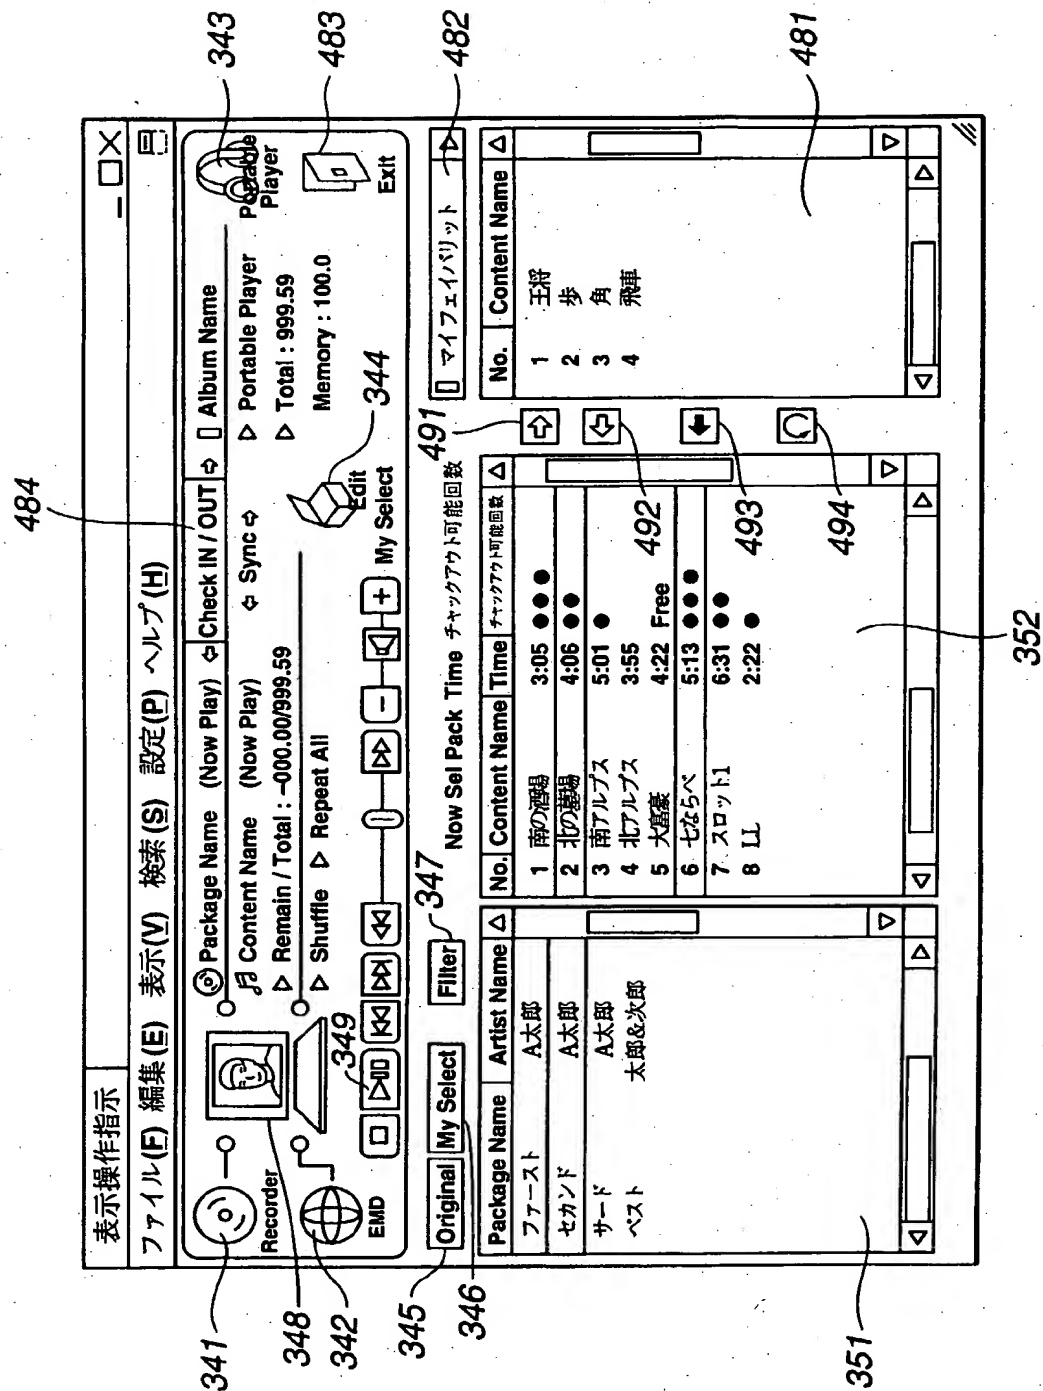 484
表示操作指示
_ □ ×
ファイル(F) 編集(E) 表示(V) 検索(S) 設定(P) ヘルプ(H)
Package Name (Now Play) ⇦ Check IN / OUT ⇨ Album Name
Content Name (Now Play) ⇦ Sync ⇨ ▷ Portable Player
▷ Remain / Total : -000.00/999.59 ▷ Total : 999.59
▷ Shuffle ▷ Repeat All Memory : 100.0
Recorder
EMD
Edit
My Select
Portable Player
Exit
341
348
342
349
344
343
483
345
346
347
491
482
Original My Select Filter Now Sel Pack Time チャックアウト可能回数 マイフェイバリット
Package Name Artist Name
ファースト A太郎
セカンド A太郎
サード A太郎
ベスト 太郎&次郎
No. Content Name Time チャックアウト可能回数
1 南の酒場 3:05 ●●●
2 北の墓場 4:06 ●●
3 南アルプス 5:01 ●
4 北アルプス 3:55
5 大富豪 4:22 Free
6 七ならべ 5:13 ●●●
7 スロット1 6:31 ●●
8 LL 2:22 ●
No. Content Name
1 王将
2 歩
3 角
4 飛車
492
493
494
351
352
481